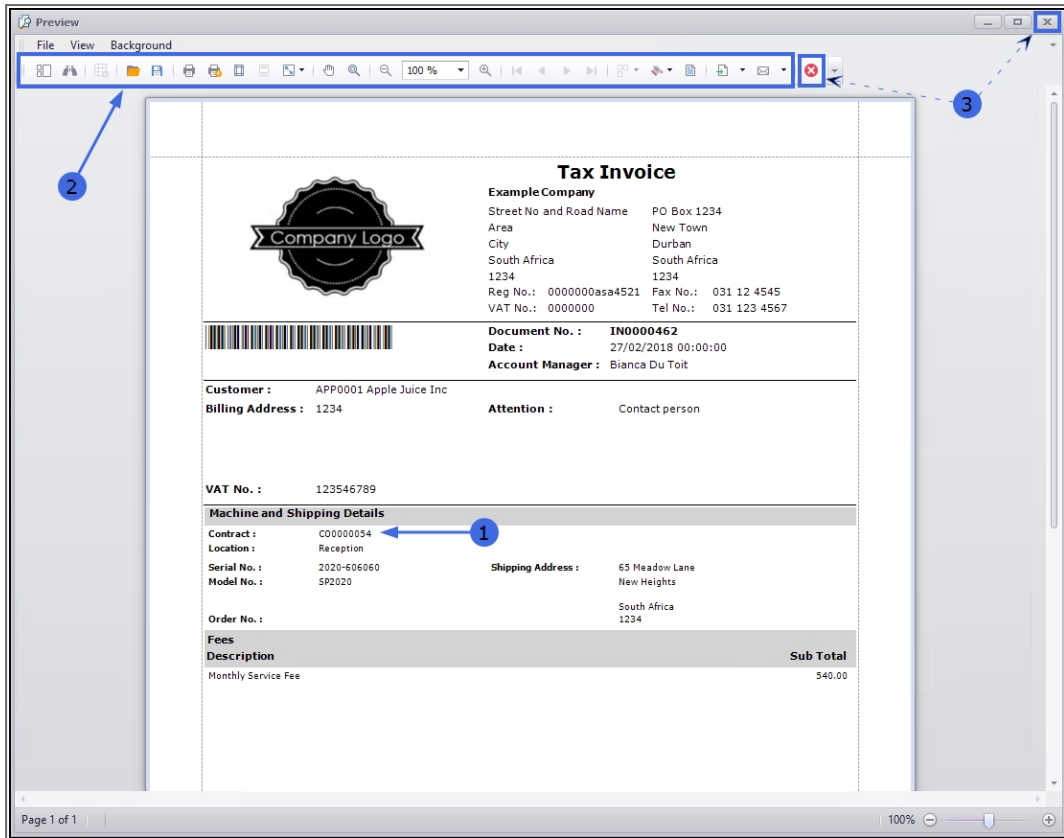 Preview
File View Background
100 %
3
2
Tax Invoice
Company Logo
Example Company
Street No and Road Name PO Box 1234
Area New Town
City Durban
South Africa South Africa
1234 1234
Reg No.: 0000000asa4521 Fax No.: 031 12 4545
VAT No.: 0000000 Tel No.: 031 123 4567
Document No. : IN0000462
Date : 27/02/2018 00:00:00
Account Manager : Bianca Du Toit
Customer : APP0001 Apple Juice Inc
Billing Address : 1234 Attention : Contact person
VAT No. : 123546789
Machine and Shipping Details
Contract : CO0000054 1
Location : Reception
Serial No. : 2020-606060 Shipping Address : 65 Meadow Lane
Model No. : SP2020 New Heights
South Africa
Order No. : 1234
Fees
Description Sub Total
Monthly Service Fee 540.00
Page 1 of 1 100%